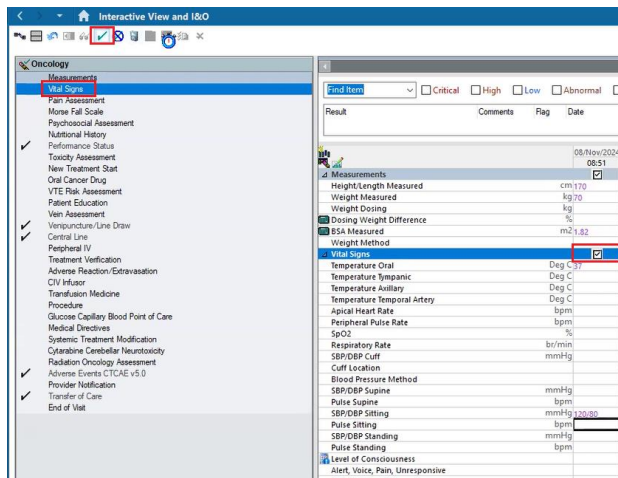 Interactive View and I&O
Oncology
Measurements
Vital Signs
Pain Assessment
Morse Fall Scale
Psychosocial Assessment
Nutritional History
Performance Status
Toxicity Assessment
New Treatment Start
Oral Cancer Drug
VTE Risk Assessment
Patient Education
Vein Assessment
Venipuncture/Line Draw
Central Line
Peripheral IV
Treatment Verification
Adverse Reaction/Extravasation
CIV Infusor
Transfusion Medicine
Procedure
Glucose Capillary Blood Point of Care
Medical Directives
Systemic Treatment Modification
Cytarabine Cerebellar Neurotoxicity
Radiation Oncology Assessment
Adverse Events CTCAE v5.0
Provider Notification
Transfer of Care
End of Visit
Find Item Critical High Low Abnormal
Result Comments Flag Date
08/Nov/2024
08:51
Measurements
Height/Length Measured cm 170
Weight Measured kg 70
Weight Dosing kg
Dosing Weight Difference %
BSA Measured m2 1.82
Weight Method
Vital Signs
Temperature Oral Deg C 37
Temperature Tympanic Deg C
Temperature Axillary Deg C
Temperature Temporal Artery Deg C
Apical Heart Rate bpm
Peripheral Pulse Rate bpm
SpO2 %
Respiratory Rate br/min
SBP/DBP Cuff mmHg
Cuff Location
Blood Pressure Method
SBP/DBP Supine mmHg
Pulse Supine bpm
SBP/DBP Sitting mmHg 120/80
Pulse Sitting bpm
SBP/DBP Standing mmHg
Pulse Standing bpm
Level of Consciousness
Alert, Voice, Pain, Unresponsive